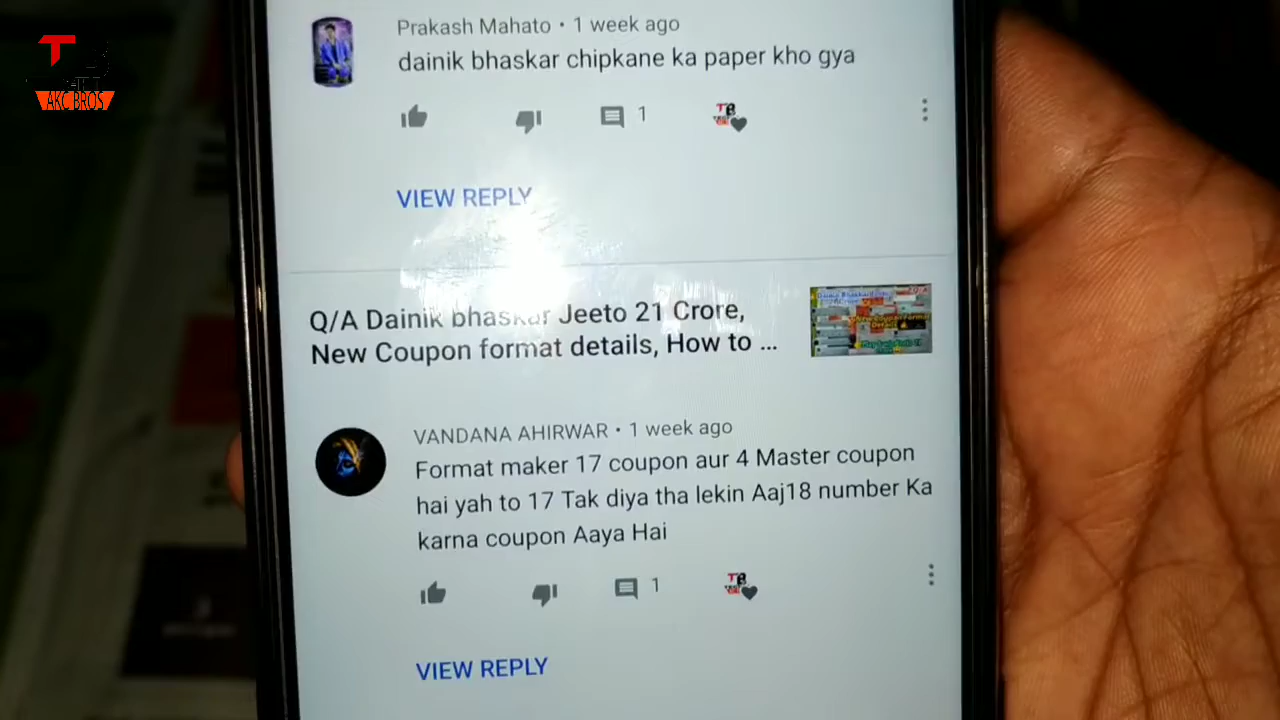 T B
AKC BROS
Prakash Mahato • 1 week ago
dainik bhaskar chipkane ka paper kho gya
1
VIEW REPLY
Q/A Dainik bhaskar Jeeto 21 Crore,
New Coupon format details, How to ...
VANDANA AHIRWAR • 1 week ago
Format maker 17 coupon aur 4 Master coupon
hai yah to 17 Tak diya tha lekin Aaj18 number Ka
karna coupon Aaya Hai
1
VIEW REPLY